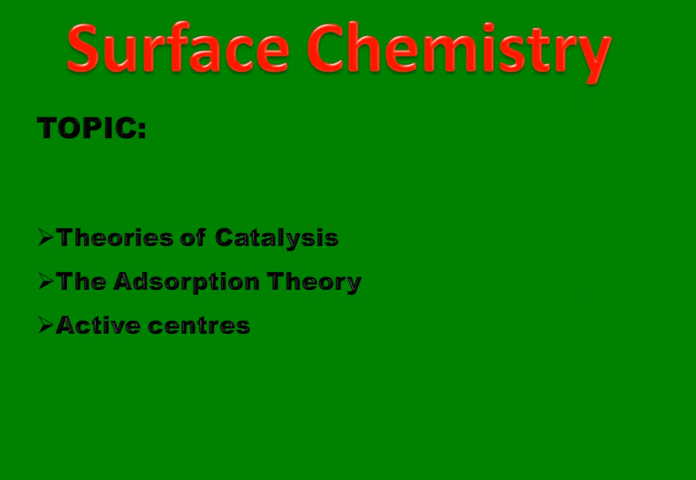 Surface Chemistry
TOPIC:
➢Theories of Catalysis
➢The Adsorption Theory
➢Active centres